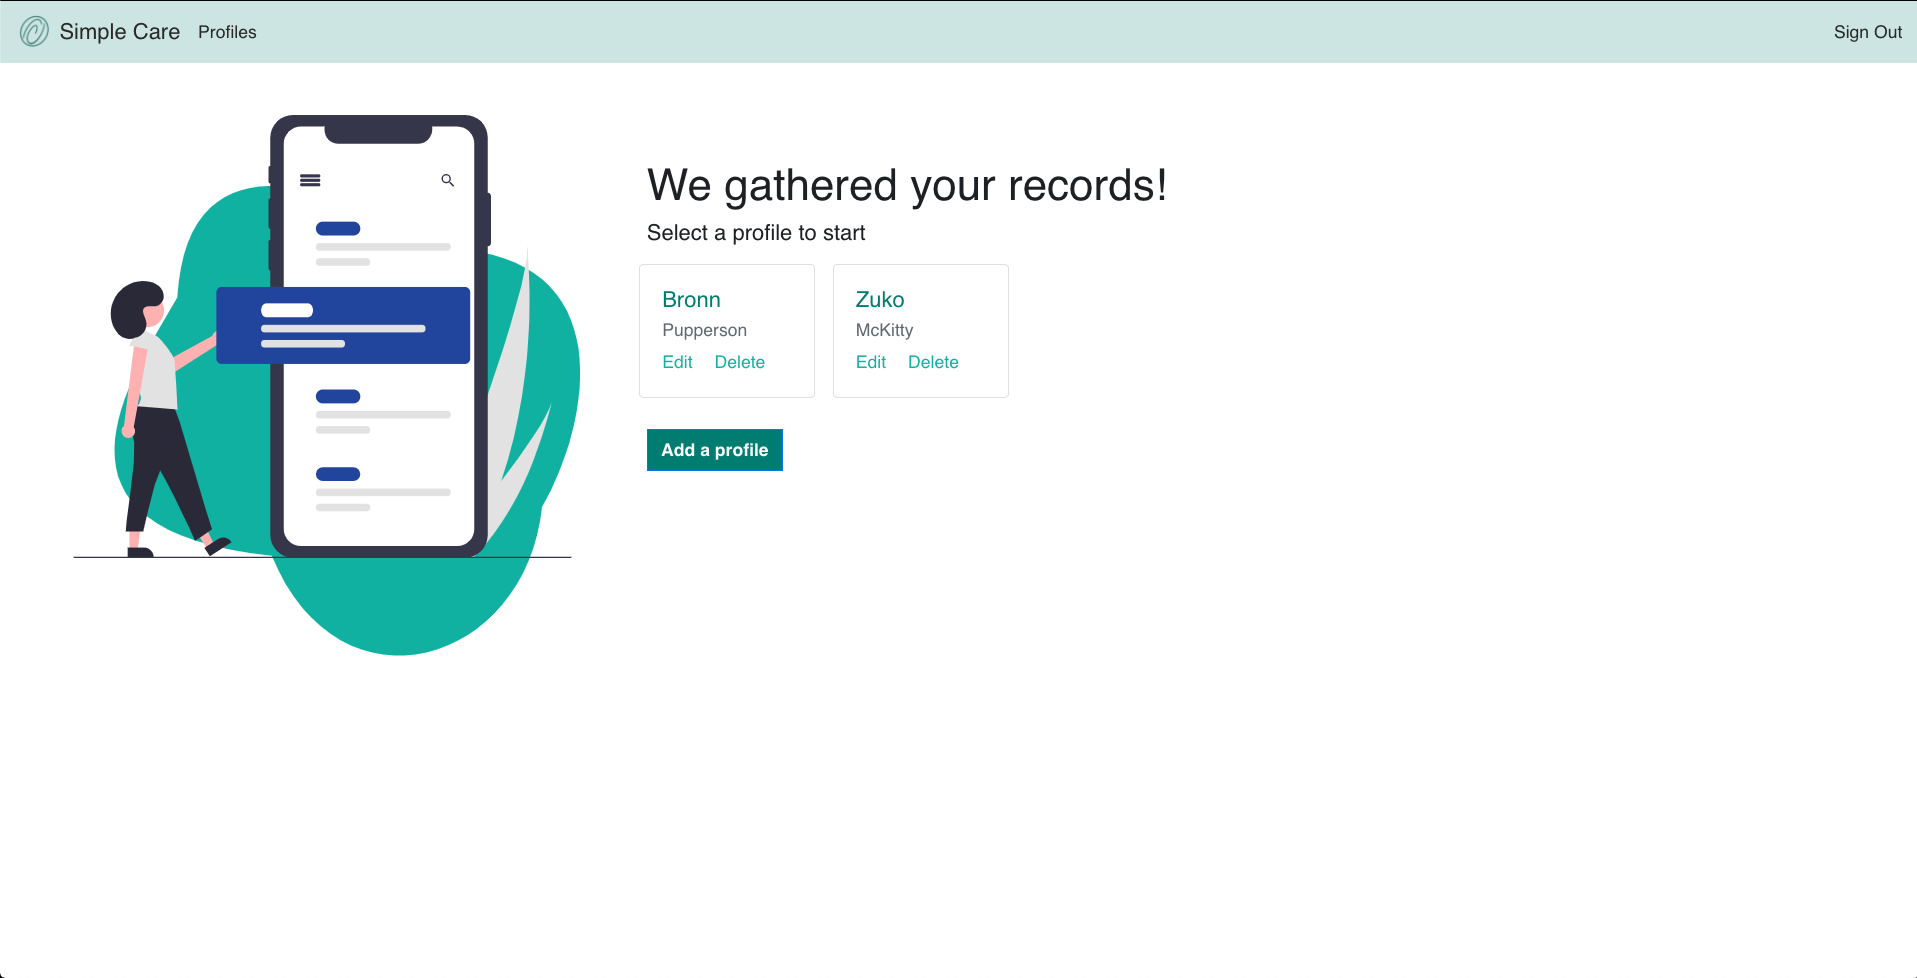 Simple Care Profiles Sign Out
We gathered your records!
Select a profile to start
Bronn
Pupperson
Edit Delete
Zuko
McKitty
Edit Delete
Add a profile